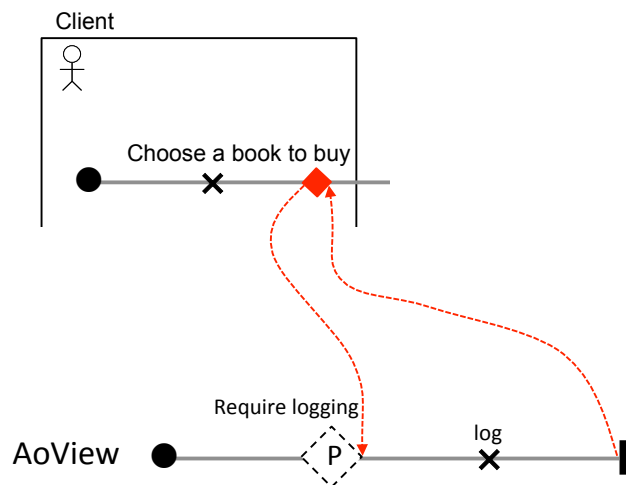 Client
Choose a book to buy
Require logging
P
log
AoView